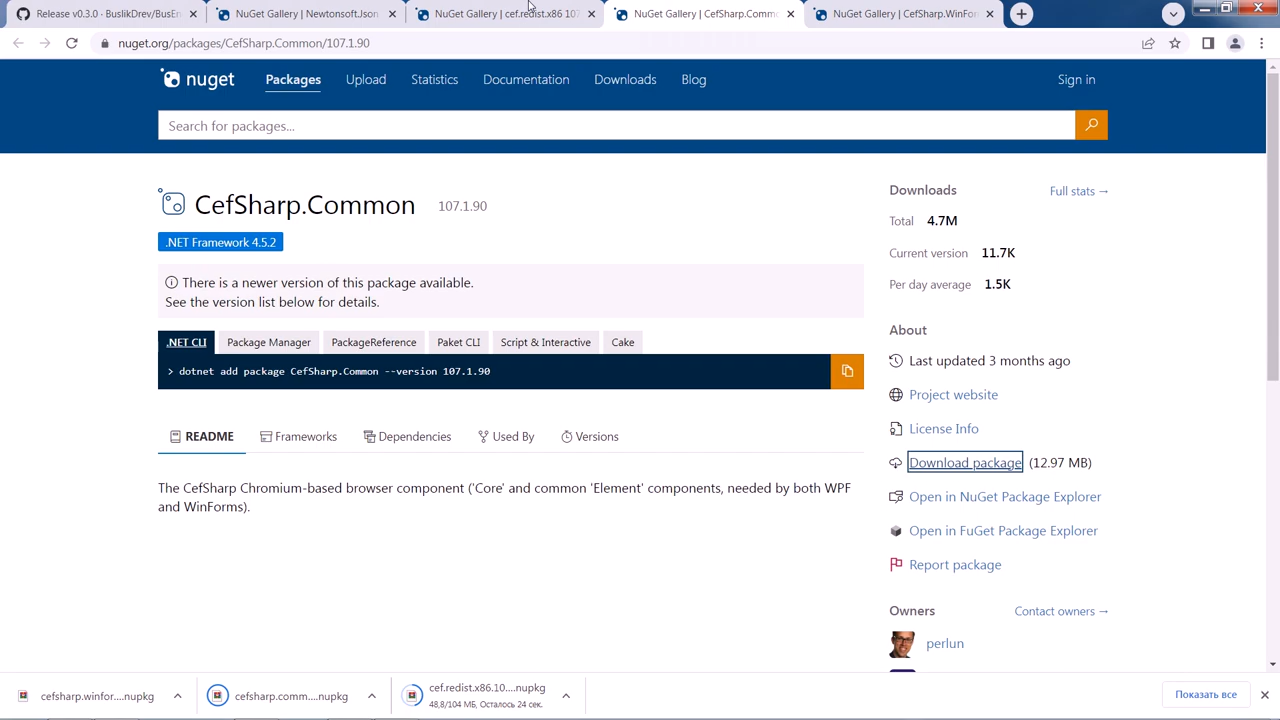 Release v0.3.0 - BuslikDrev/BusEn
NuGet Gallery | Newtonsoft.Json
NuGet Gallery | cef.redist.x86 107
NuGet Gallery | CefSharp.Commo
NuGet Gallery | CefSharp.WinForm
nuget.org/packages/CefSharp.Common/107.1.90
nuget
Packages
Upload
Statistics
Documentation
Downloads
Blog
Sign in
Search for packages...
CefSharp.Common 107.1.90
.NET Framework 4.5.2
There is a newer version of this package available.
See the version list below for details.
.NET CLI
Package Manager
PackageReference
Paket CLI
Script & Interactive
Cake
> dotnet add package CefSharp.Common --version 107.1.90
README
Frameworks
Dependencies
Used By
Versions
The CefSharp Chromium-based browser component ('Core' and common 'Element' components, needed by both WPF
and WinForms).
Downloads
Full stats →
Total 4.7M
Current version 11.7K
Per day average 1.5K
About
Last updated 3 months ago
Project website
License Info
Download package (12.97 MB)
Open in NuGet Package Explorer
Open in FuGet Package Explorer
Report package
Owners
Contact owners →
perlun
cefsharp.winfor....nupkg
cefsharp.comm....nupkg
cef.redist.x86.10....nupkg
48,8/104 МБ, Осталось 24 сек.
Показать все